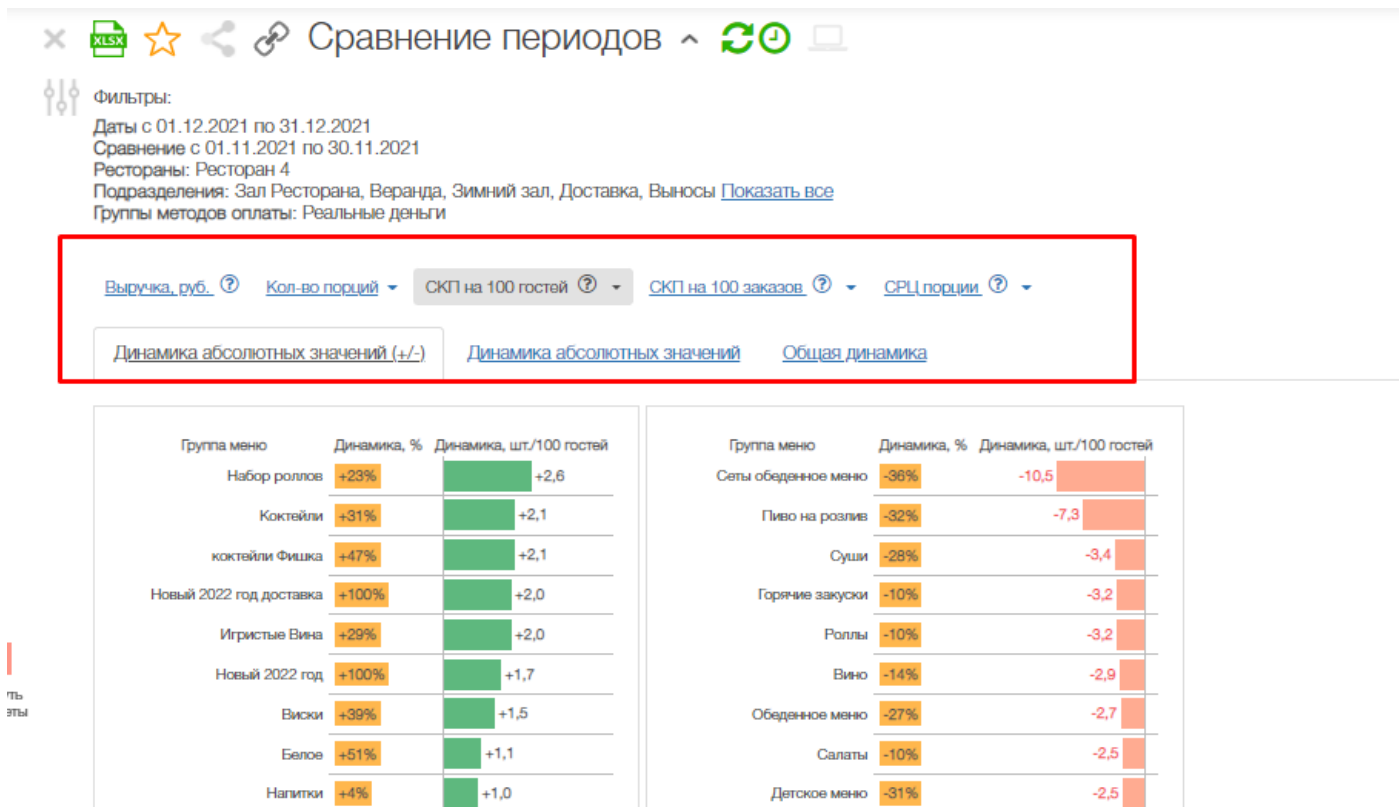 XLSX Сравнение периодов
Фильтры:
Даты с 01.12.2021 по 31.12.2021
Сравнение с 01.11.2021 по 30.11.2021
Рестораны: Ресторан 4
Подразделения: Зал Ресторана, Веранда, Зимний зал, Доставка, Выносы Показать все
Группы методов оплаты: Реальные деньги
Выручка, руб. ? Кол-во порций СКП на 100 гостей ? СКП на 100 заказов ? СРЦ порции ?
Динамика абсолютных значений (+/-) Динамика абсолютных значений Общая динамика
Группа меню Динамика, % Динамика, шт./100 гостей
Набор роллов +23% +2,6
Коктейли +31% +2,1
коктейли Фишка +47% +2,1
Новый 2022 год доставка +100% +2,0
Игристые Вина +29% +2,0
Новый 2022 год +100% +1,7
Виски +39% +1,5
Белое +51% +1,1
Напитки +4% +1,0
Группа меню Динамика, % Динамика, шт./100 гостей
Сеты обеденное меню -36% -10,5
Пиво на розлив -32% -7,3
Суши -28% -3,4
Горячие закуски -10% -3,2
Роллы -10% -3,2
Вино -14% -2,9
Обеденное меню -27% -2,7
Салаты -10% -2,5
Детское меню -31% -2,5